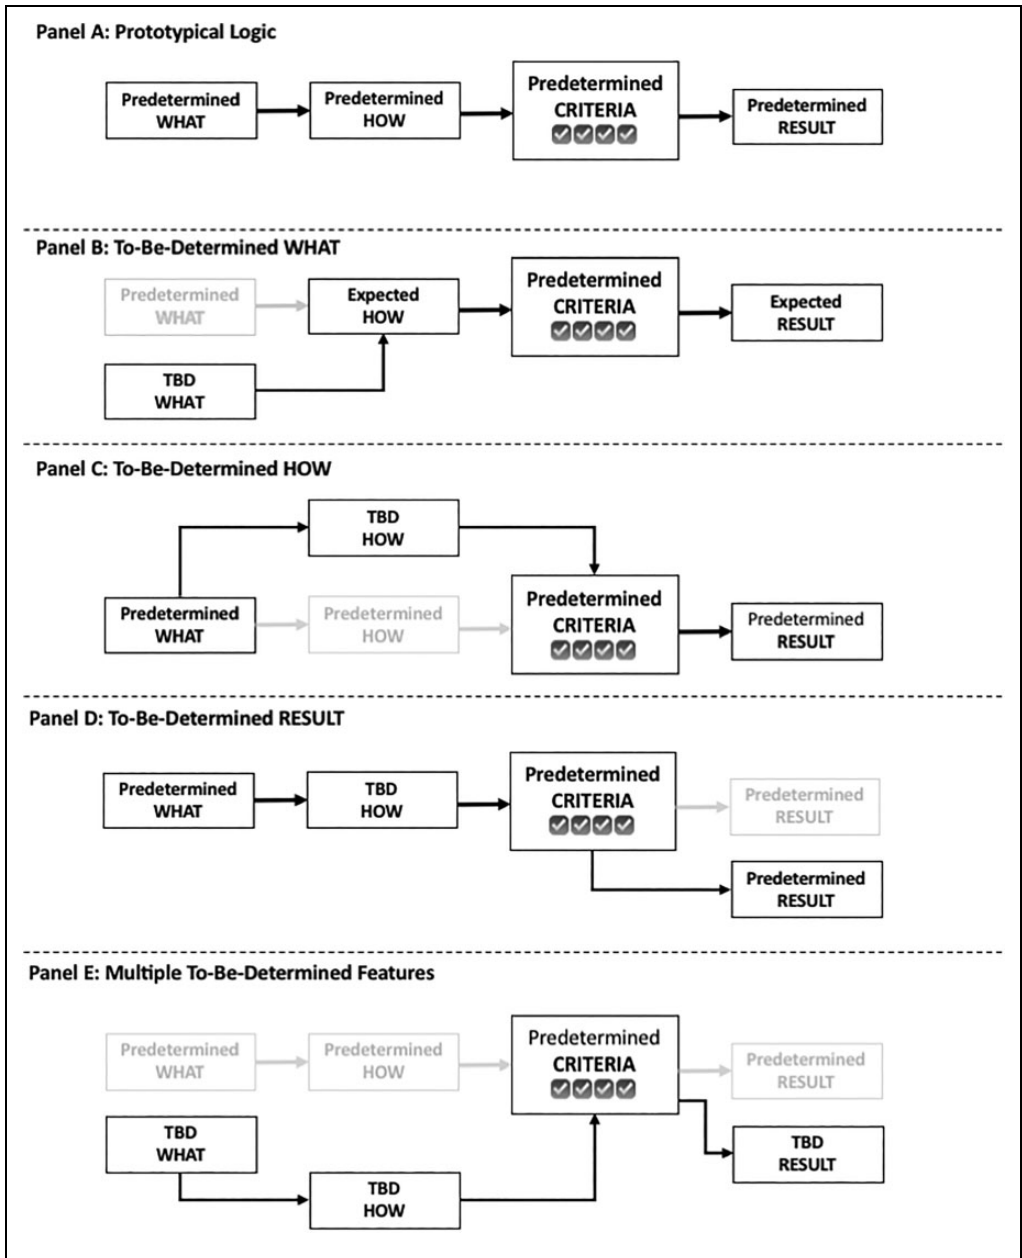 Panel A: Prototypical Logic
Predetermined
WHAT
Predetermined
HOW
Predetermined
CRITERIA
Predetermined
RESULT
Panel B: To-Be-Determined WHAT
Predetermined
WHAT
Expected
HOW
Predetermined
CRITERIA
Expected
RESULT
TBD
WHAT
Panel C: To-Be-Determined HOW
TBD
HOW
Predetermined
WHAT
Predetermined
HOW
Predetermined
CRITERIA
Predetermined
RESULT
Panel D: To-Be-Determined RESULT
Predetermined
WHAT
TBD
HOW
Predetermined
CRITERIA
Predetermined
RESULT
Predetermined
RESULT
Panel E: Multiple To-Be-Determined Features
Predetermined
WHAT
Predetermined
HOW
Predetermined
CRITERIA
Predetermined
RESULT
TBD
WHAT
TBD
HOW
TBD
RESULT